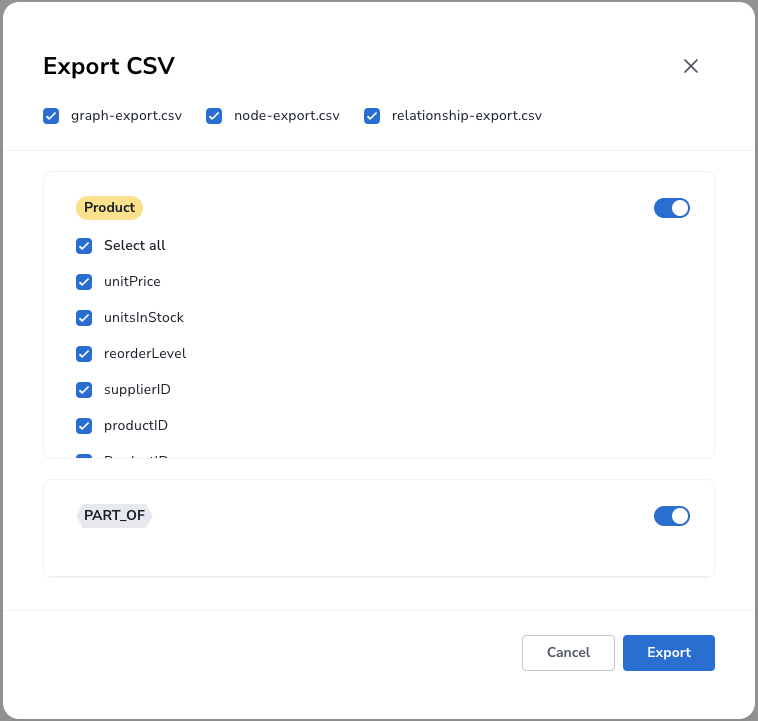 Export CSV
graph-export.csv node-export.csv relationship-export.csv
Product
Select all
unitPrice
unitsInStock
reorderLevel
supplierID
productID
PART_OF
Cancel Export